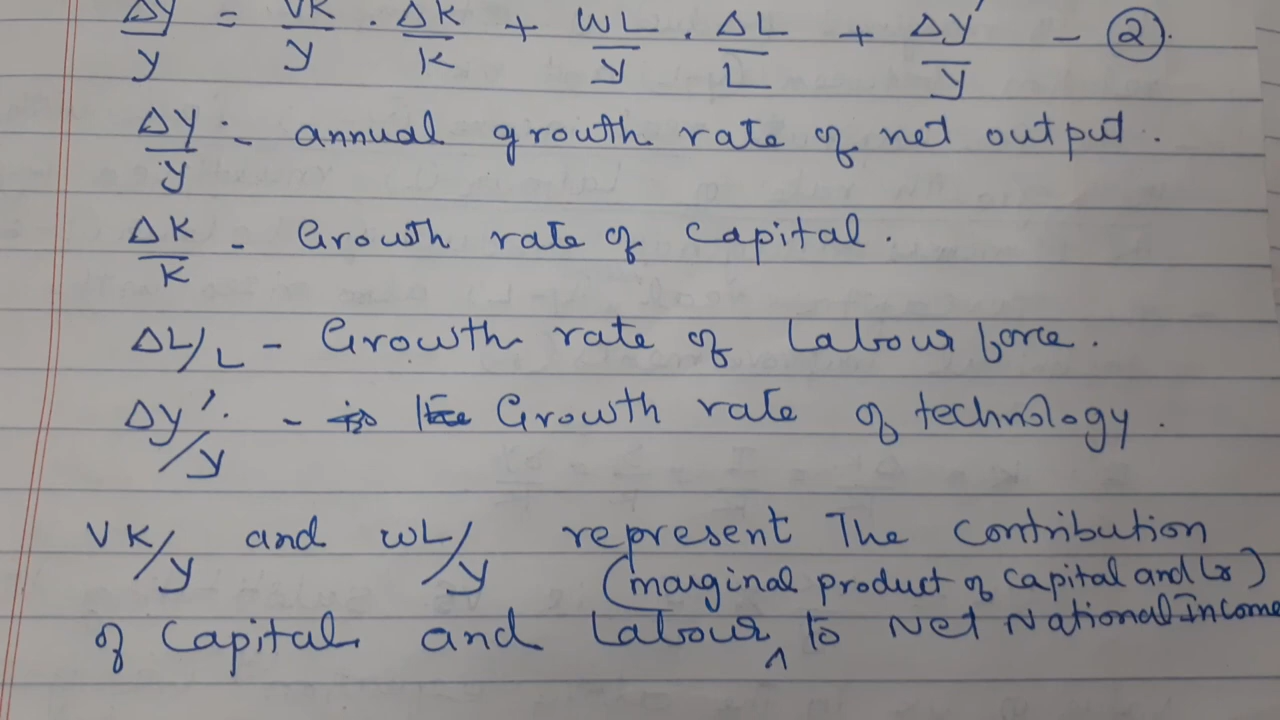 ΔY/y = VK/y . ΔK/K + WL/y . ΔL/L + ΔY'/y - ②.
ΔY/y :- annual growth rate of net output.
ΔK/K - Growth rate of capital.
ΔL/L - Growth rate of Labour force.
ΔY'/y - Growth rate of technology.
VK/y and WL/y represent The contribution
(marginal product of capital and Lr)
of Capital and Labour ^ to Net National Income